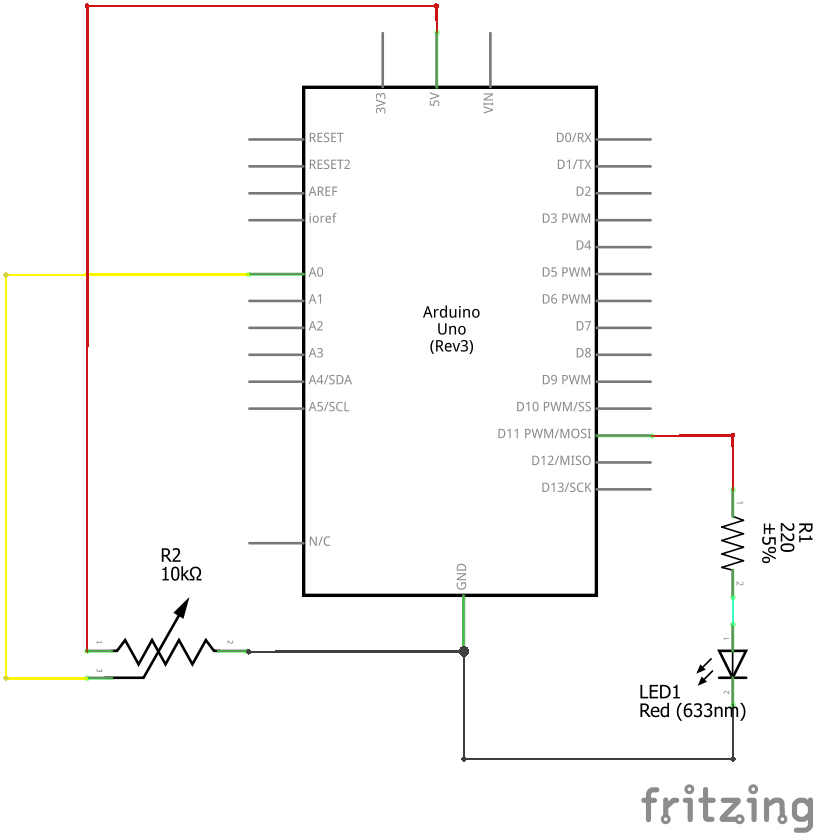 3V3
5V
VIN
RESET
RESET2
AREF
ioref
A0
A1
A2
A3
A4/SDA
A5/SCL
N/C
D0/RX
D1/TX
D2
D3 PWM
D4
D5 PWM
D6 PWM
D7
D8
D9 PWM
D10 PWM/SS
D11 PWM/MOSI
D12/MISO
D13/SCK
Arduino
Uno
(Rev3)
GND
R2
10kΩ
1
2
3
1
R1
220
±5%
2
1
2
LED1
Red (633nm)
fritzing